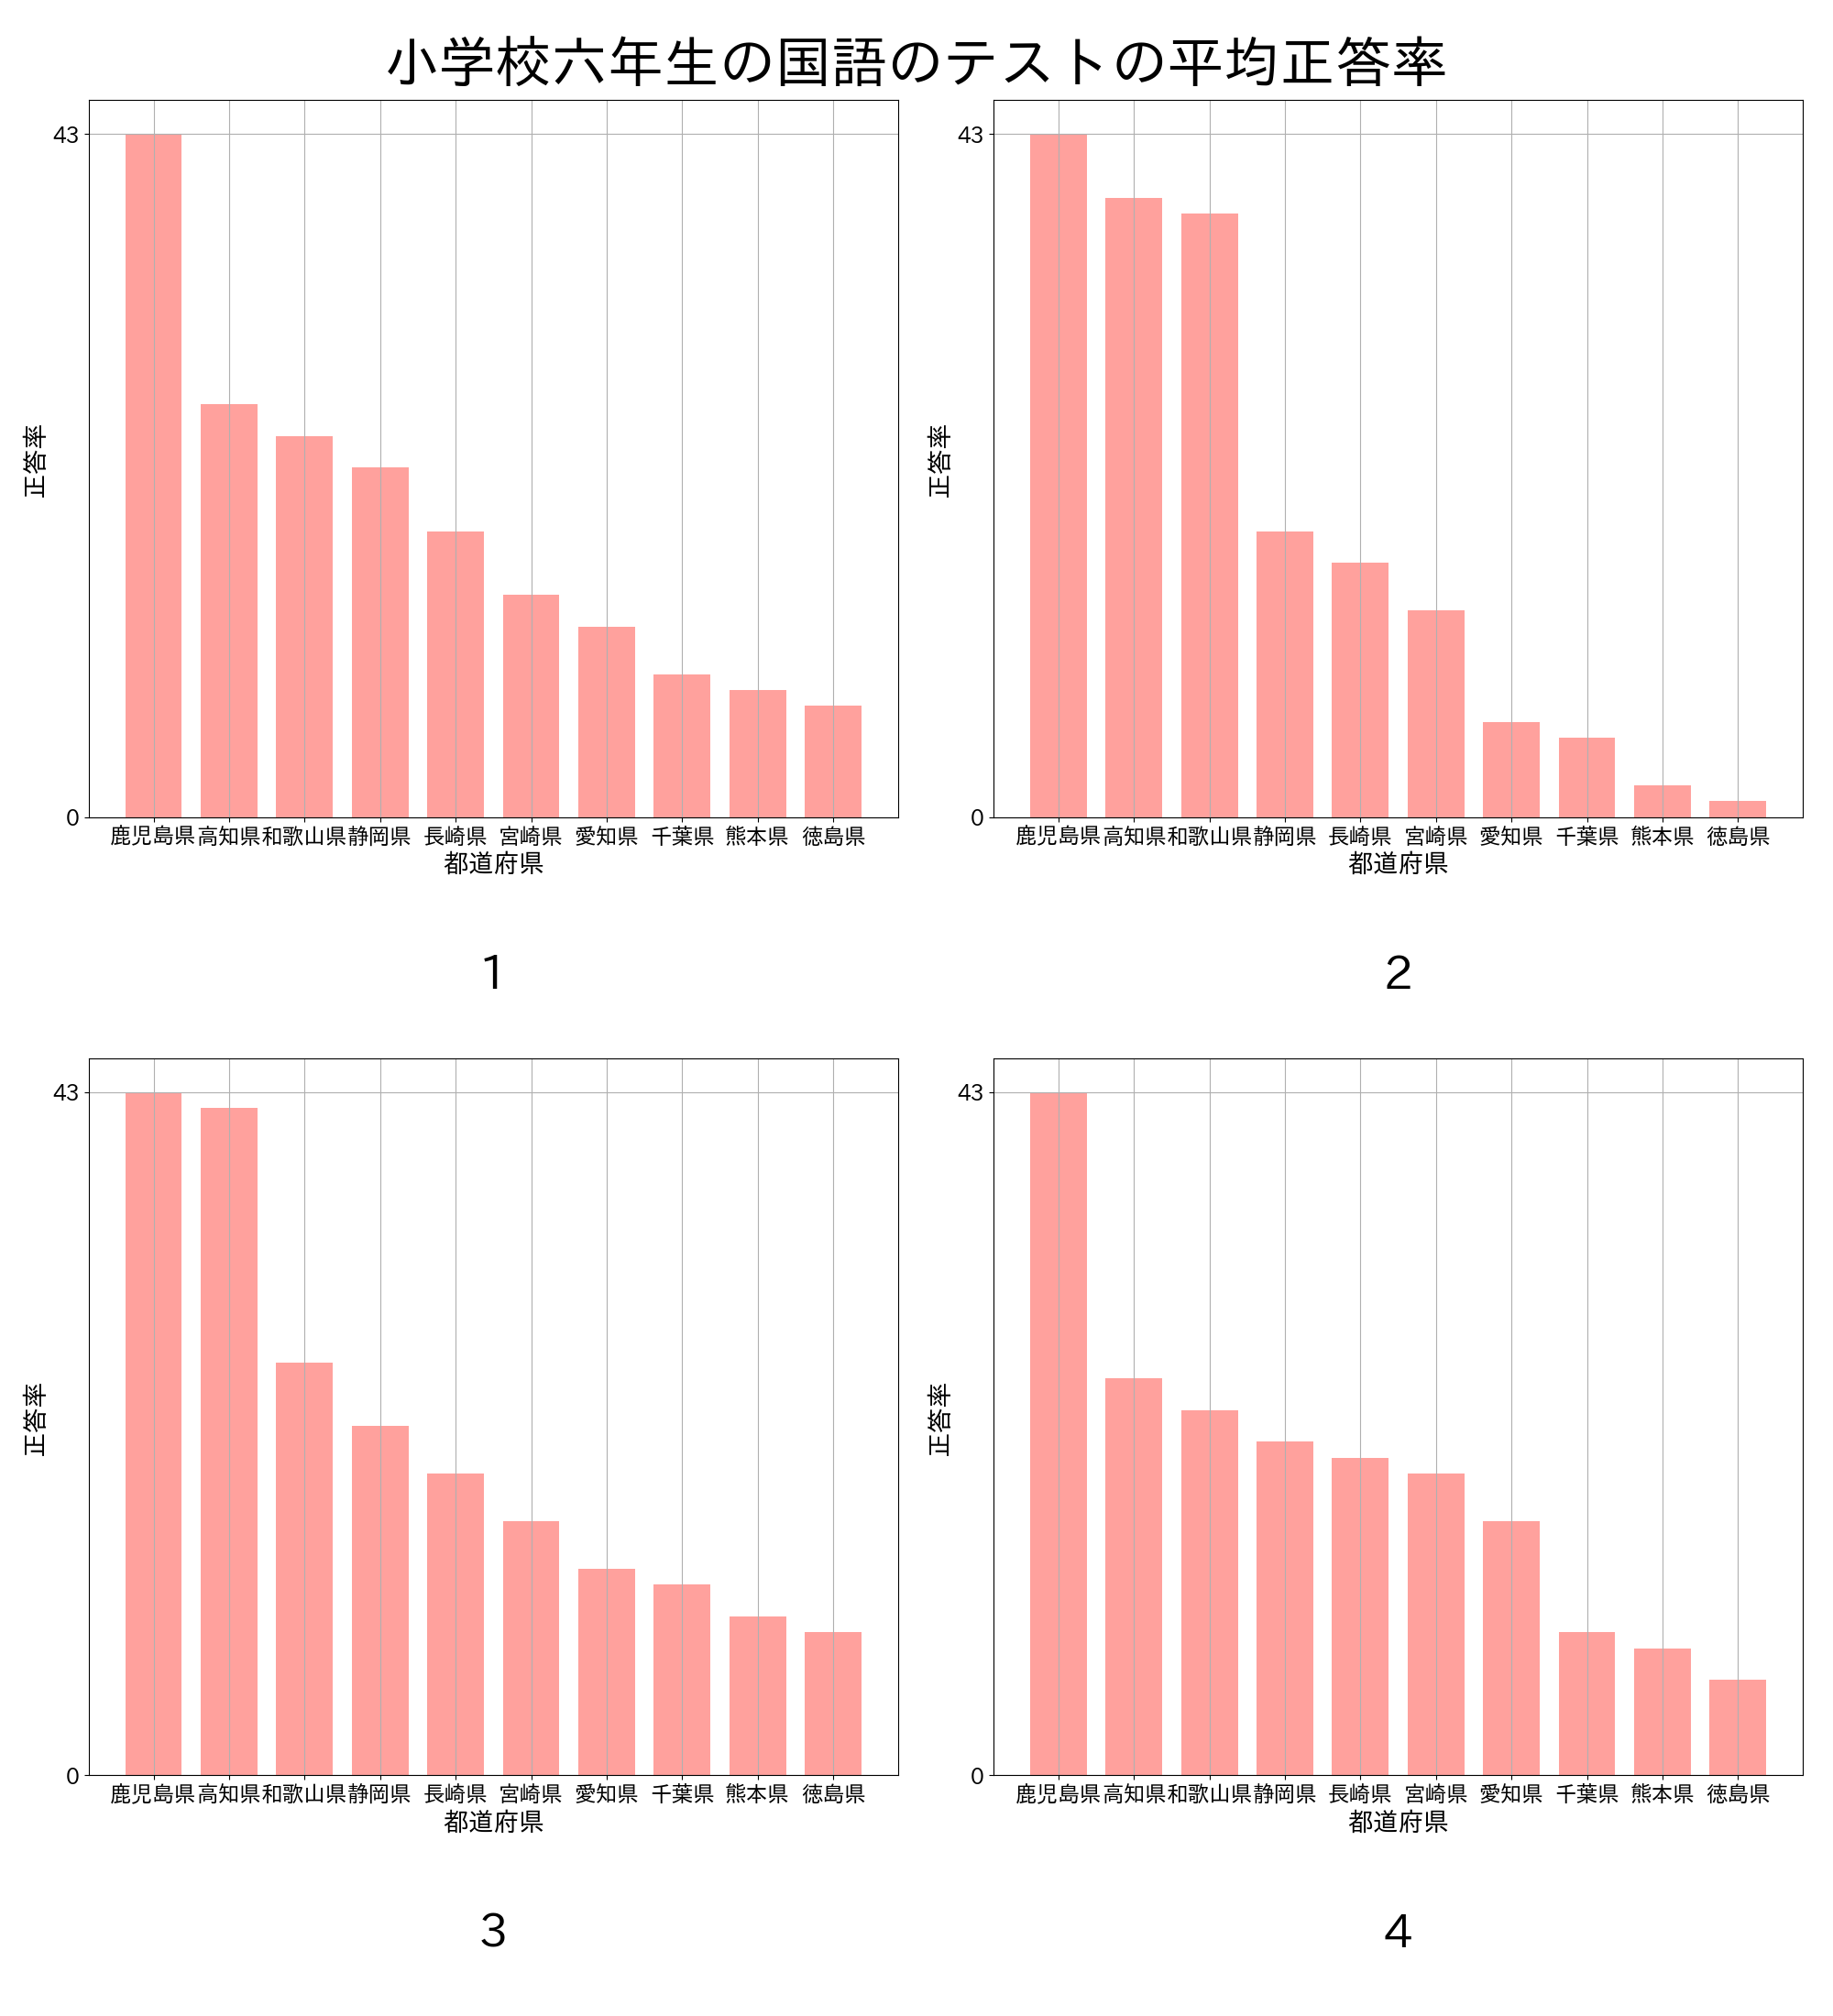 小学校六年生の国語のテストの平均正答率
43
正答率
0
鹿児島県 高知県 和歌山県 静岡県 長崎県 宮崎県 愛知県 千葉県 熊本県 徳島県
都道府県
1
43
正答率
0
鹿児島県 高知県 和歌山県 静岡県 長崎県 宮崎県 愛知県 千葉県 熊本県 徳島県
都道府県
2
43
正答率
0
鹿児島県 高知県 和歌山県 静岡県 長崎県 宮崎県 愛知県 千葉県 熊本県 徳島県
都道府県
3
43
正答率
0
鹿児島県 高知県 和歌山県 静岡県 長崎県 宮崎県 愛知県 千葉県 熊本県 徳島県
都道府県
4